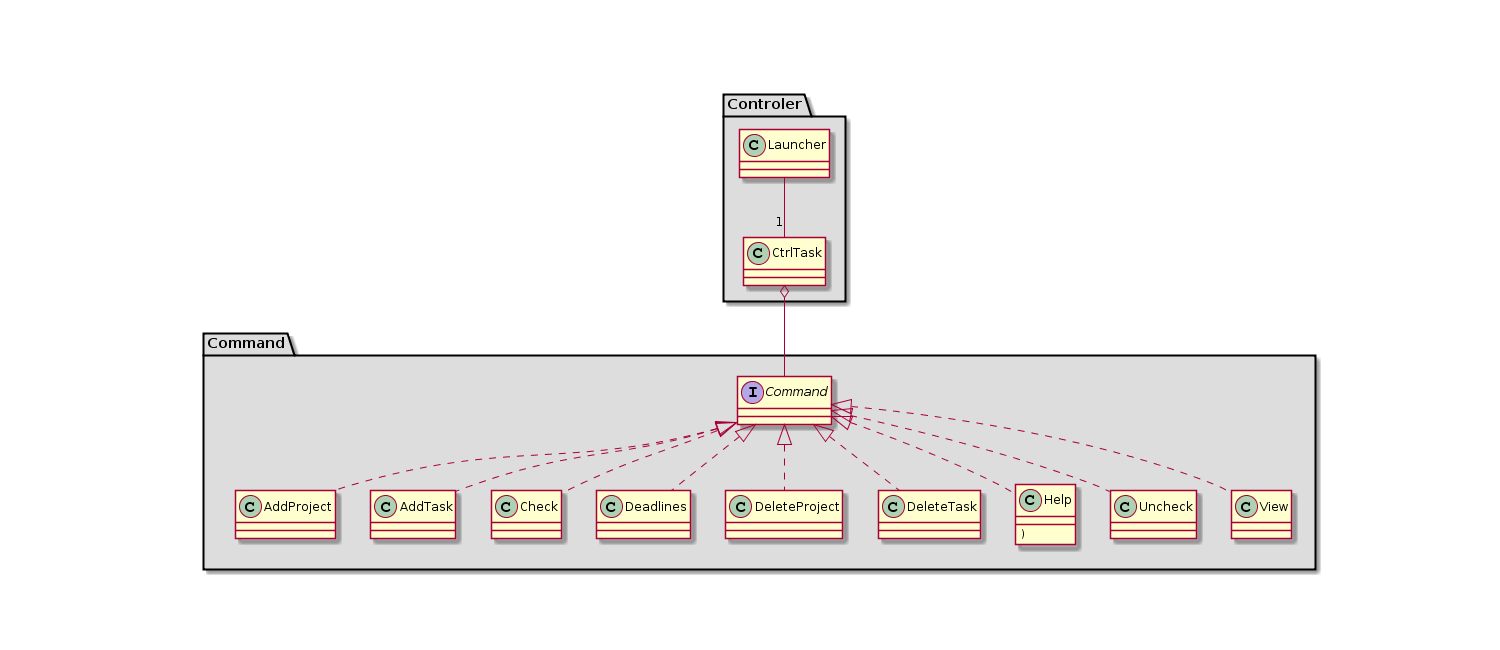 Controler
C Launcher
1
C CtrlTask
Command
I Command
C AddProject
C AddTask
C Check
C Deadlines
C DeleteProject
C DeleteTask
C Help
)
C Uncheck
C View